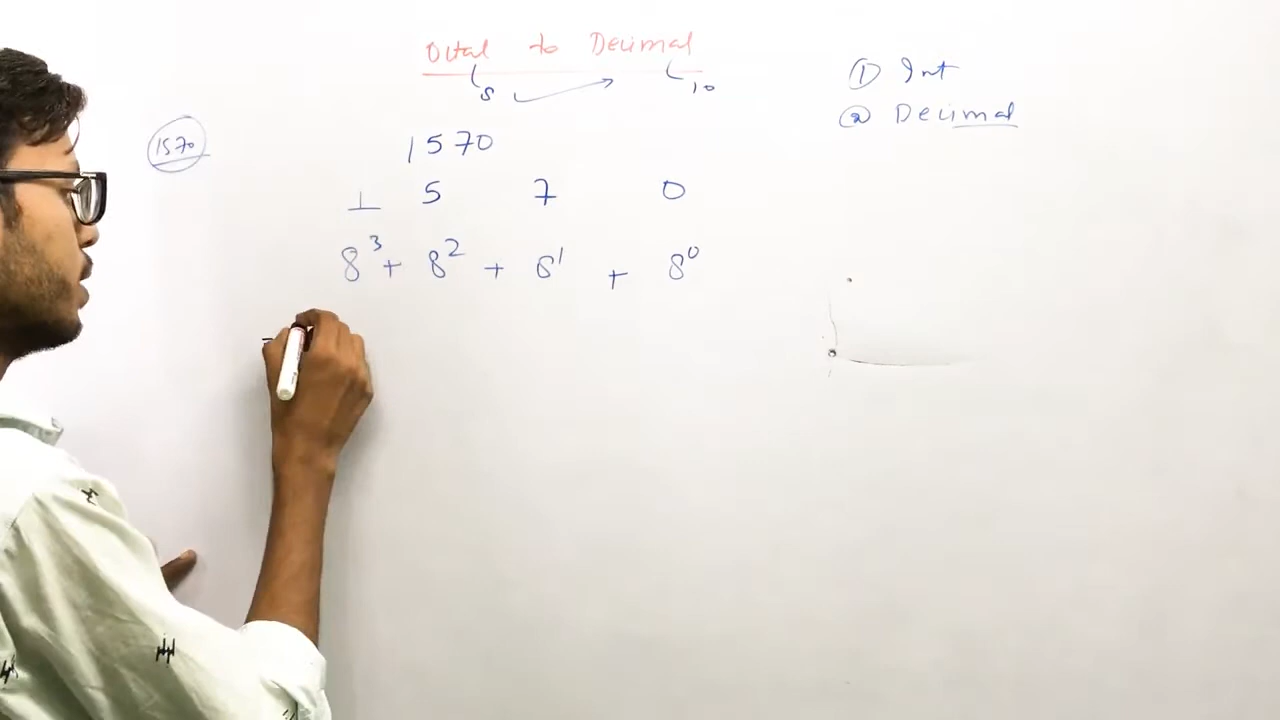 Octal to Decimal
8 10
① Int
② Decimal
1570
1570
1 5 7 0
8³ + 8² + 8¹ + 8⁰